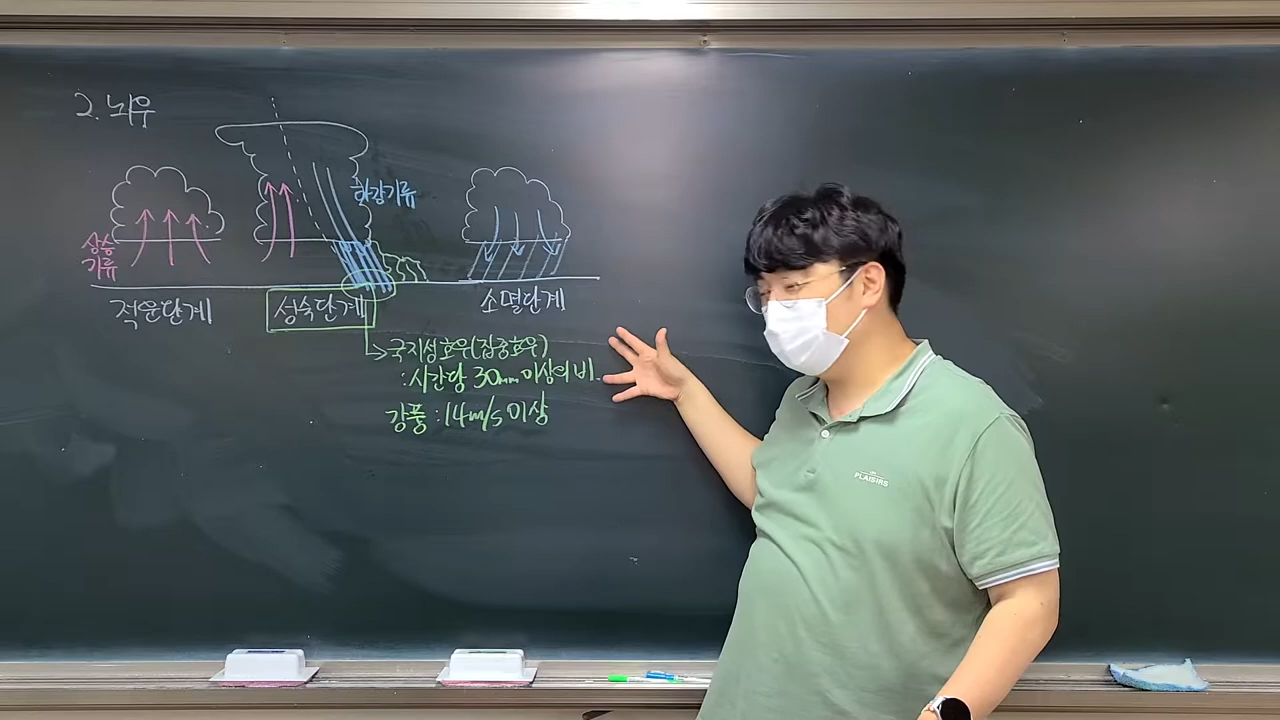 2. 뇌우
하강기류
상승
기류
적운단계
성숙단계
소멸단계
국지성호우(집중호우)
:시간당 30mm 이상의 비.
강풍 : 14m/s 이상
PLAISIRS